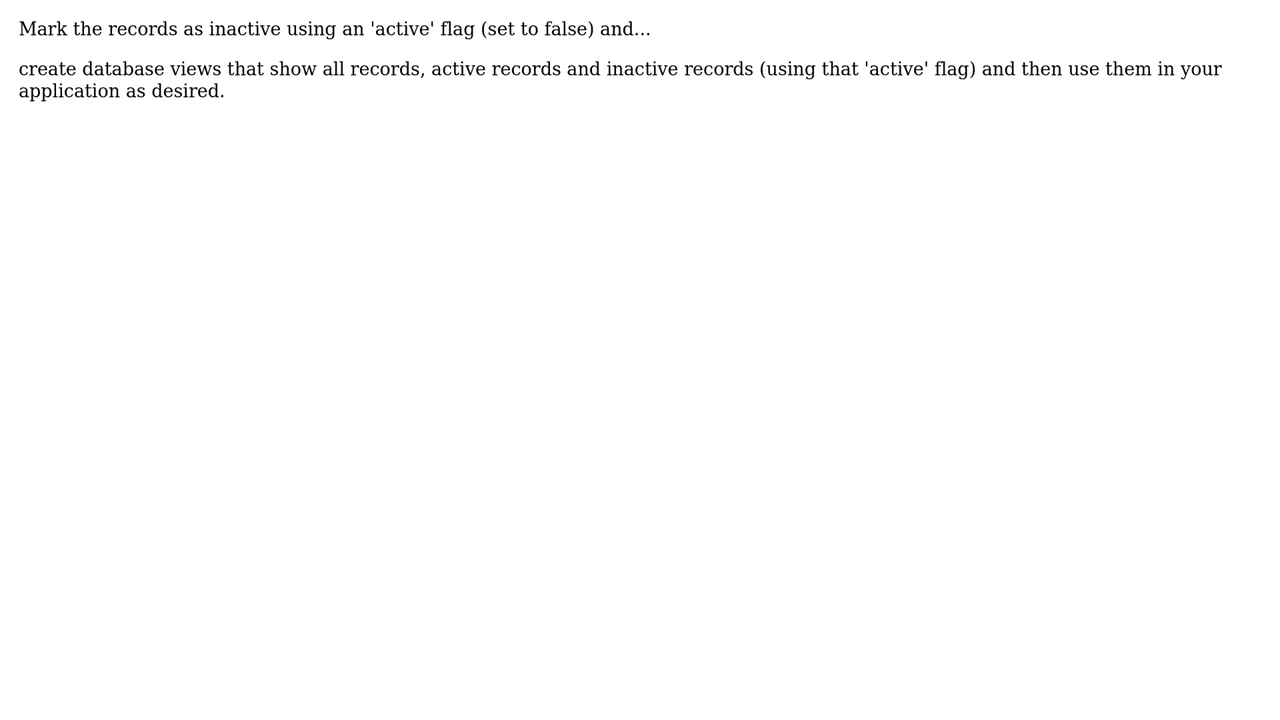 Mark the records as inactive using an 'active' flag (set to false) and...
create database views that show all records, active records and inactive records (using that 'active' flag) and then use them in your
application as desired.